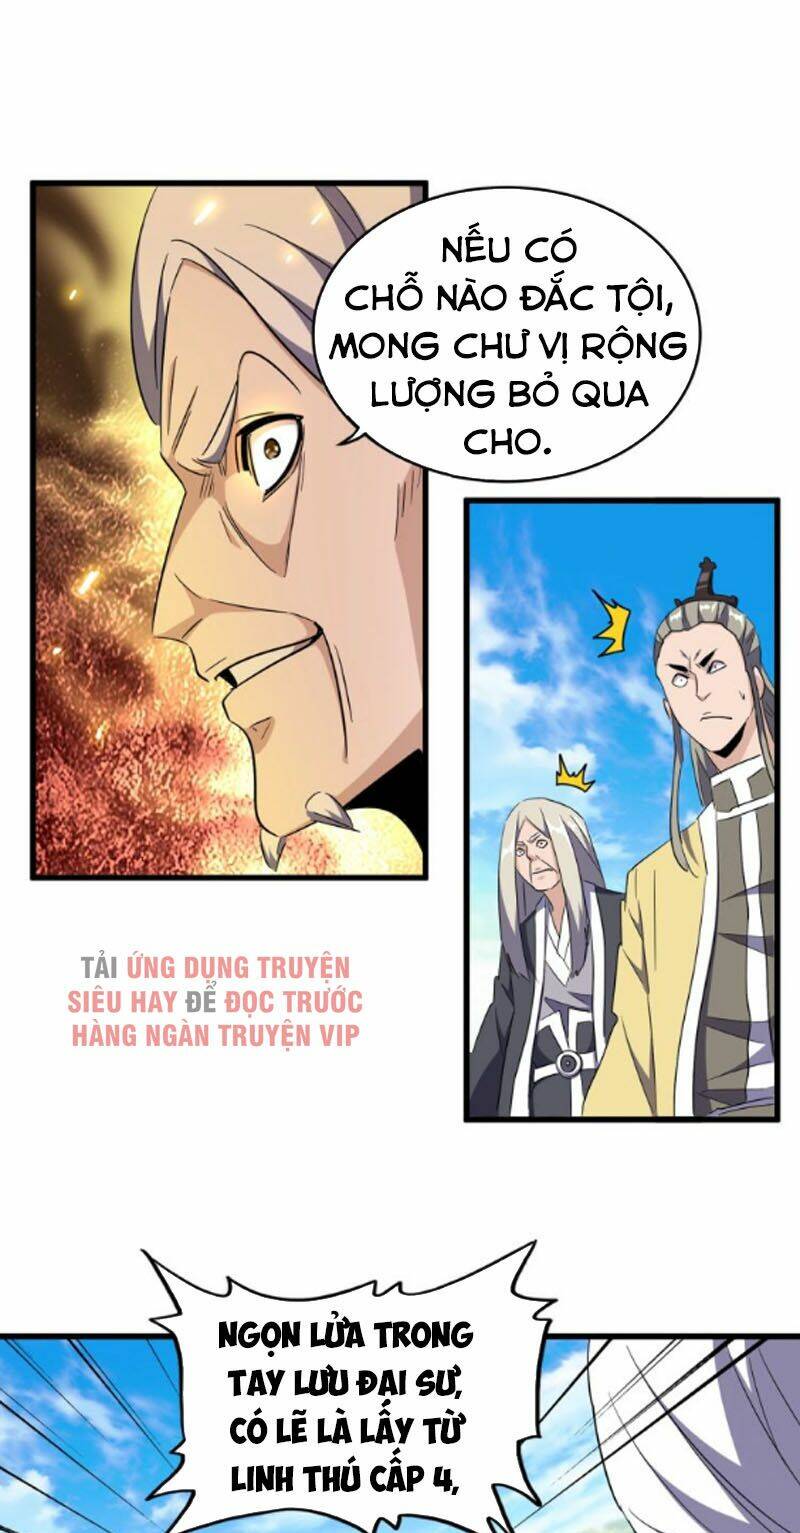 NẾU CÓ
CHỖ NÀO ĐẮC TỘI,
MONG CHƯ VỊ RỘNG
LƯỢNG BỎ QUA
CHO.
TẢI ỨNG DỤNG TRUYỆN
SIÊU HAY ĐỂ ĐỌC TRƯỚC
HÀNG NGÀN TRUYỆN VIP
NGỌN LỬA TRONG
TAY LƯU ĐẠI SƯ,
CÓ LẼ LÀ LẤY TỪ
LINH THÚ CẤP 4,